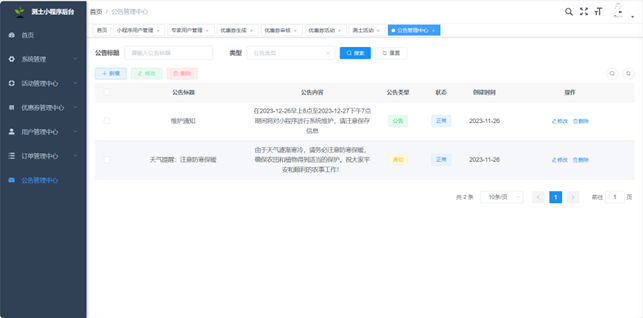 测土小程序后台
首页
系统管理
活动管理中心
优惠券管理中心
用户管理中心
订单管理中心
公告管理中心
首页 / 公告管理中心
首页 小程序用户管理 × 专家用户管理 × 优惠券生成 × 优惠券审核 × 优惠券活动 × 测土活动 × 公告管理中心 ×
公告标题 请输入公告标题 类型 公告类型 搜索 重置
+ 新增 修改 删除
公告标题 公告内容 公告类型 状态 创建时间 操作
维护通知
在2023-12-26早上8点至2023-12-27下午7点
期间将对小程序进行系统维护，请注意保存
信息
公告 正常 2023-11-26 修改 删除
天气提醒：注意防寒保暖
由于天气逐渐寒冷，请务必注意防寒保暖，
确保农田和植物得到适当的保护。祝大家平
安和顺利的农事工作！
通知 正常 2023-11-26 修改 删除
共 2 条 10条/页 < 1 > 前往 1 页